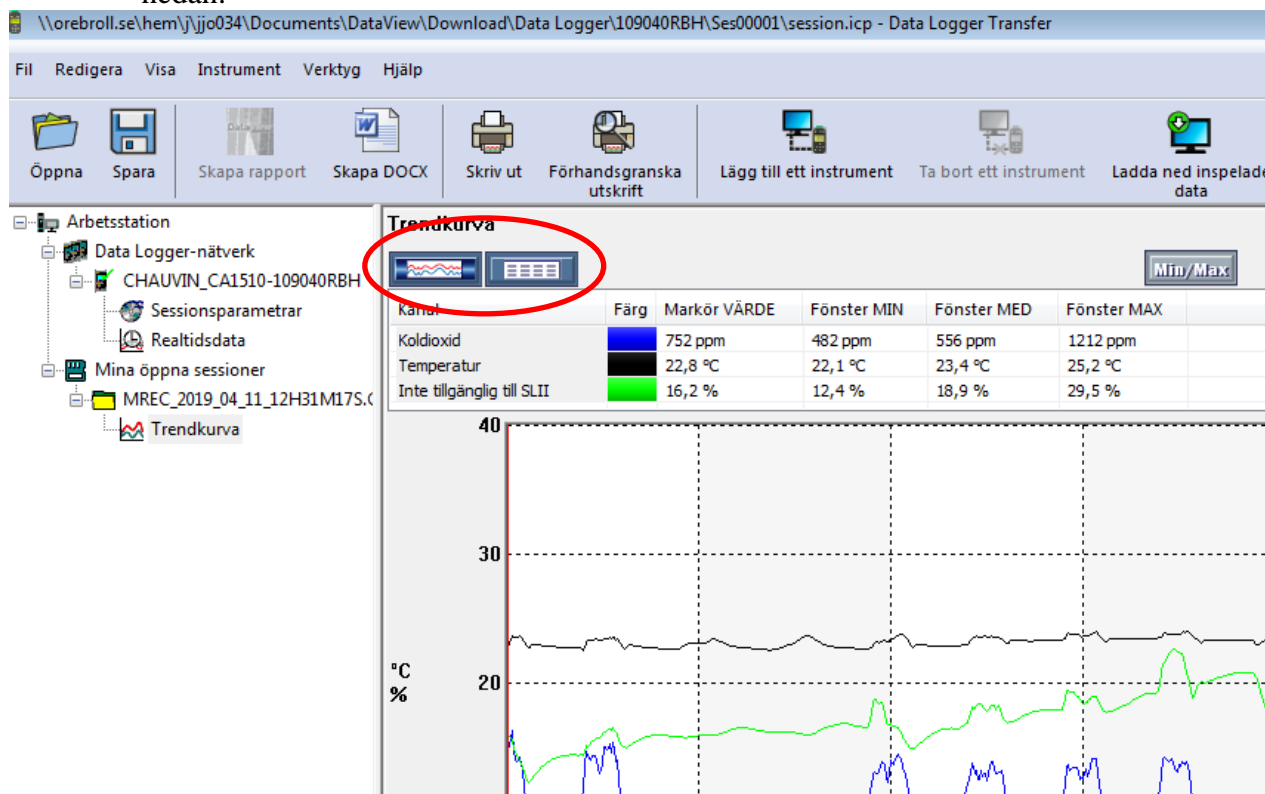 nedan.
\\orebroll.se\hem\j\jjo034\Documents\DataView\Download\Data Logger\109040RBH\Ses00001\session.icp - Data Logger Transfer
Fil Redigera Visa Instrument Verktyg Hjälp
Öppna
Spara
Skapa rapport
Skapa DOCX
Skriv ut
Förhandsgranska
utskrift
Lägg till ett instrument
Ta bort ett instrument
Ladda ned inspelade
data
Arbetsstation
Data Logger-nätverk
CHAUVIN_CA1510-109040RBH
Sessionsparametrar
Realtidsdata
Mina öppna sessioner
MREC_2019_04_11_12H31M17S.
Trendkurva
Trendkurva
Min/Max
Kanal Färg Markör VÄRDE Fönster MIN Fönster MED Fönster MAX
Koldioxid 752 ppm 482 ppm 556 ppm 1212 ppm
Temperatur 22,8 °C 22,1 °C 23,4 °C 25,2 °C
Inte tillgänglig till SLII 16,2 % 12,4 % 18,9 % 29,5 %
40
30
°C
%
20